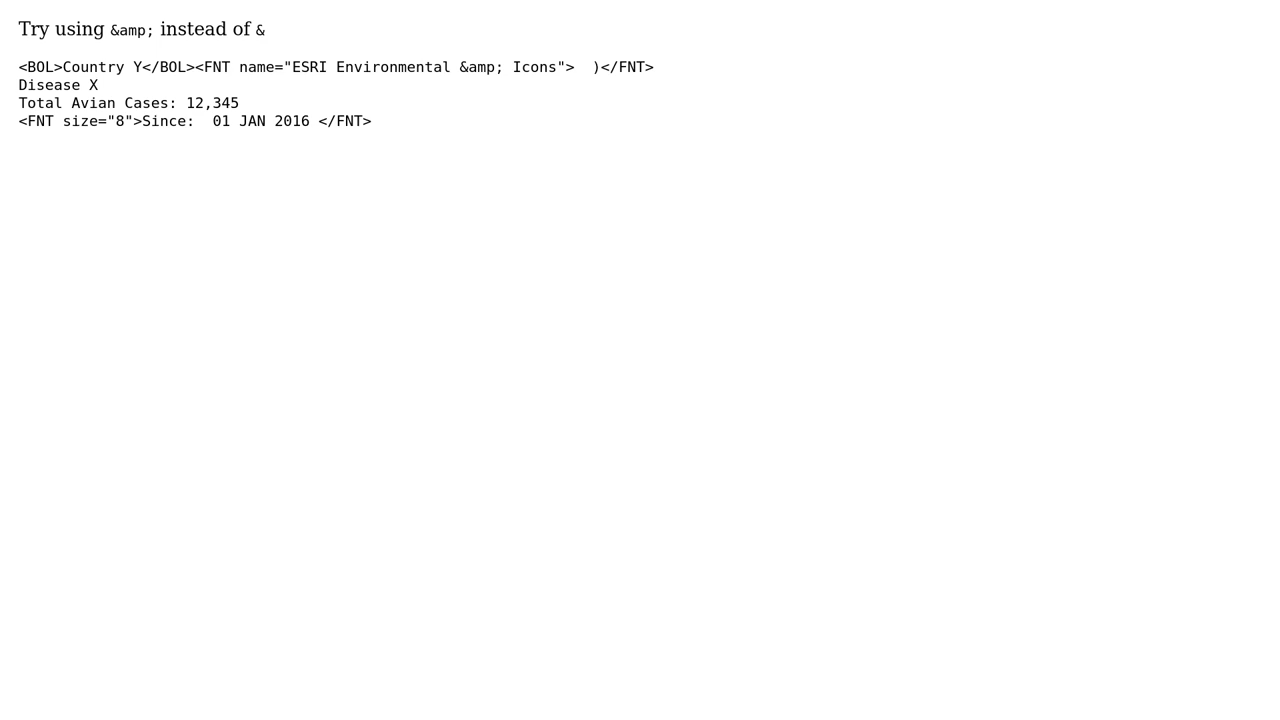 Try using &amp; instead of &
<BOL>Country Y</BOL><FNT name="ESRI Environmental &amp; Icons">  )</FNT>
Disease X
Total Avian Cases: 12,345
<FNT size="8">Since:  01 JAN 2016 </FNT>